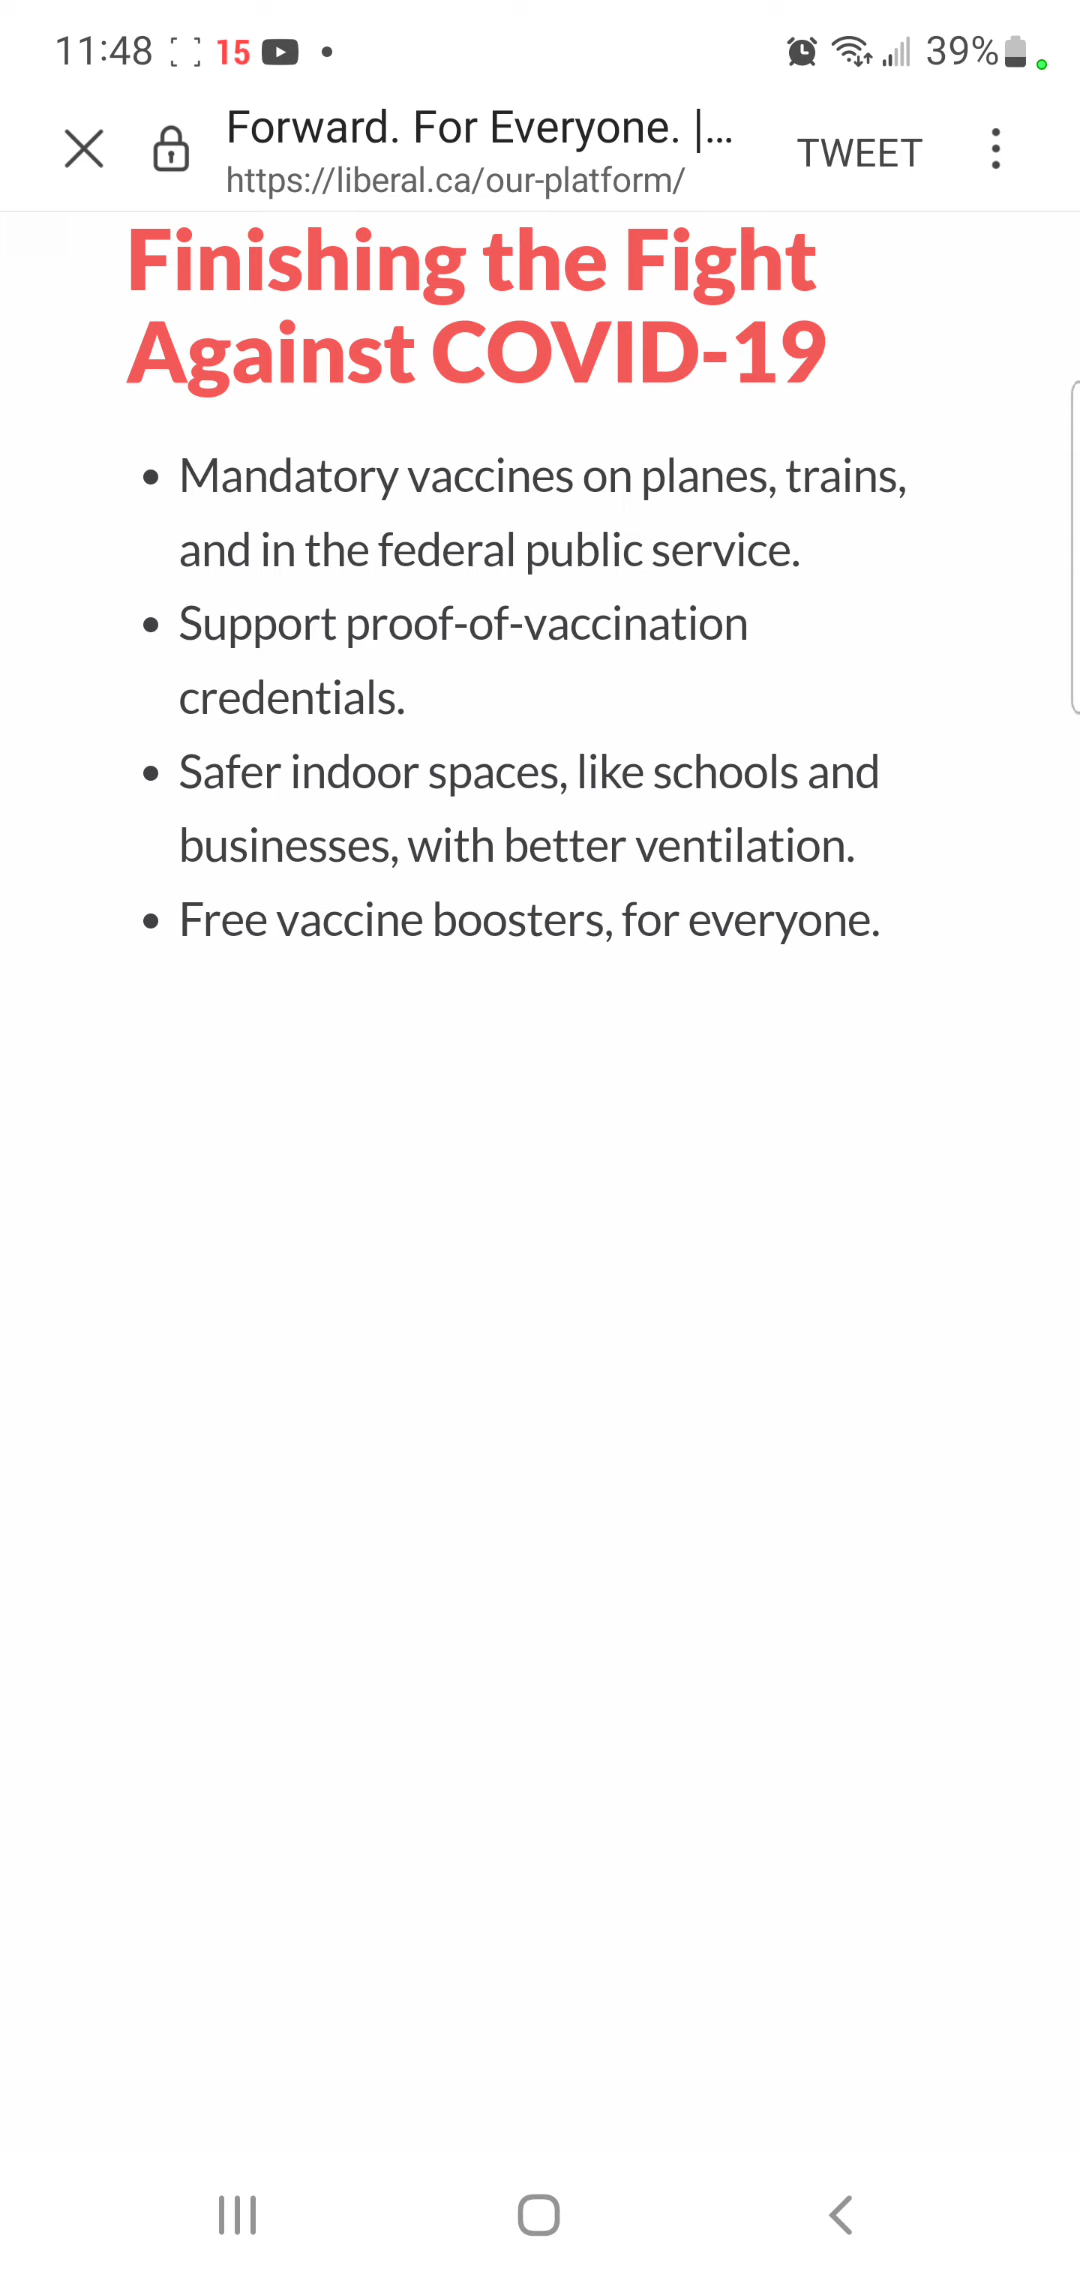 11:48 15 39%
Forward. For Everyone. |...
https://liberal.ca/our-platform/
TWEET
Finishing the Fight
Against COVID-19
• Mandatory vaccines on planes, trains,
and in the federal public service.
• Support proof-of-vaccination
credentials.
• Safer indoor spaces, like schools and
businesses, with better ventilation.
• Free vaccine boosters, for everyone.